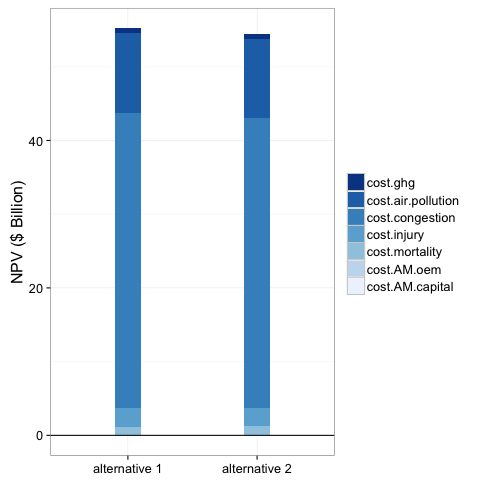 NPV ($ Billion)
40
20
0
alternative 1
alternative 2
cost.ghg
cost.air.pollution
cost.congestion
cost.injury
cost.mortality
cost.AM.oem
cost.AM.capital